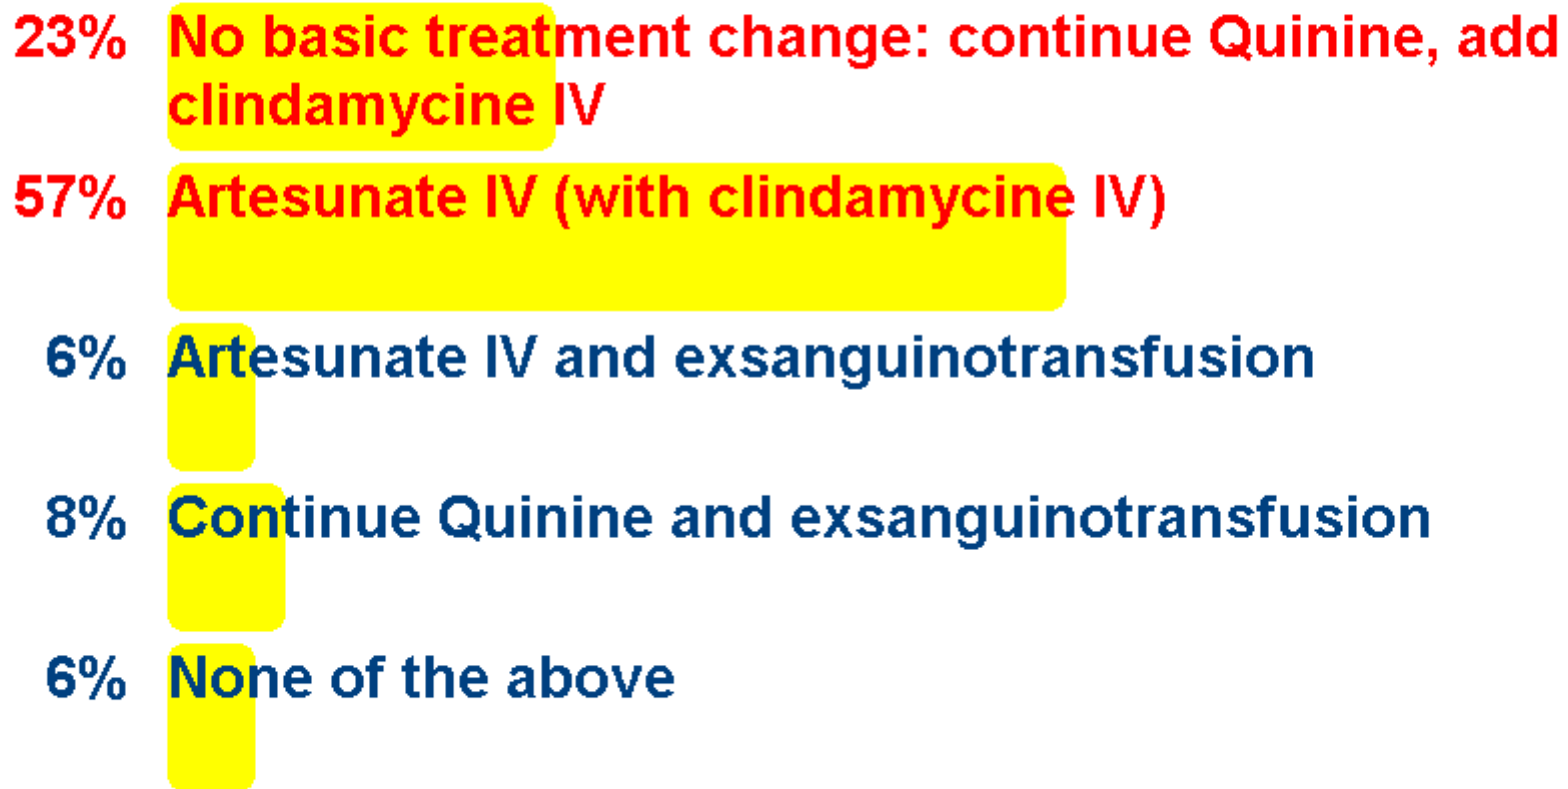 23% No basic treatment change: continue Quinine, add
clindamycine IV
57% Artesunate IV (with clindamycine IV)
6% Artesunate IV and exsanguinotransfusion
8% Continue Quinine and exsanguinotransfusion
6% None of the above